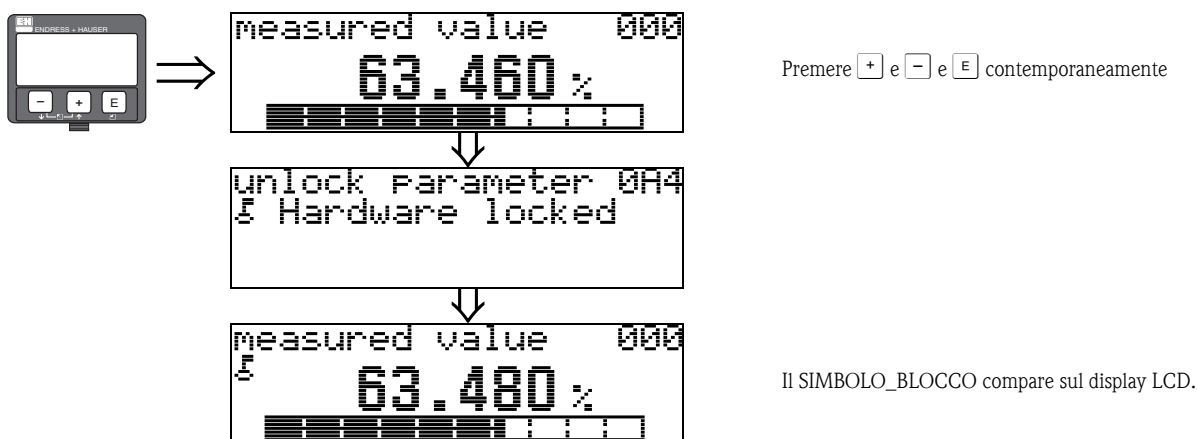 E+H
ENDRESS + HAUSER
- + E
measured value 000
63.460 %
Premere + e - e E contemporaneamente
unlock parameter 0A4
Hardware locked
measured value 000
63.480 %
Il SIMBOLO_BLOCCO compare sul display LCD.